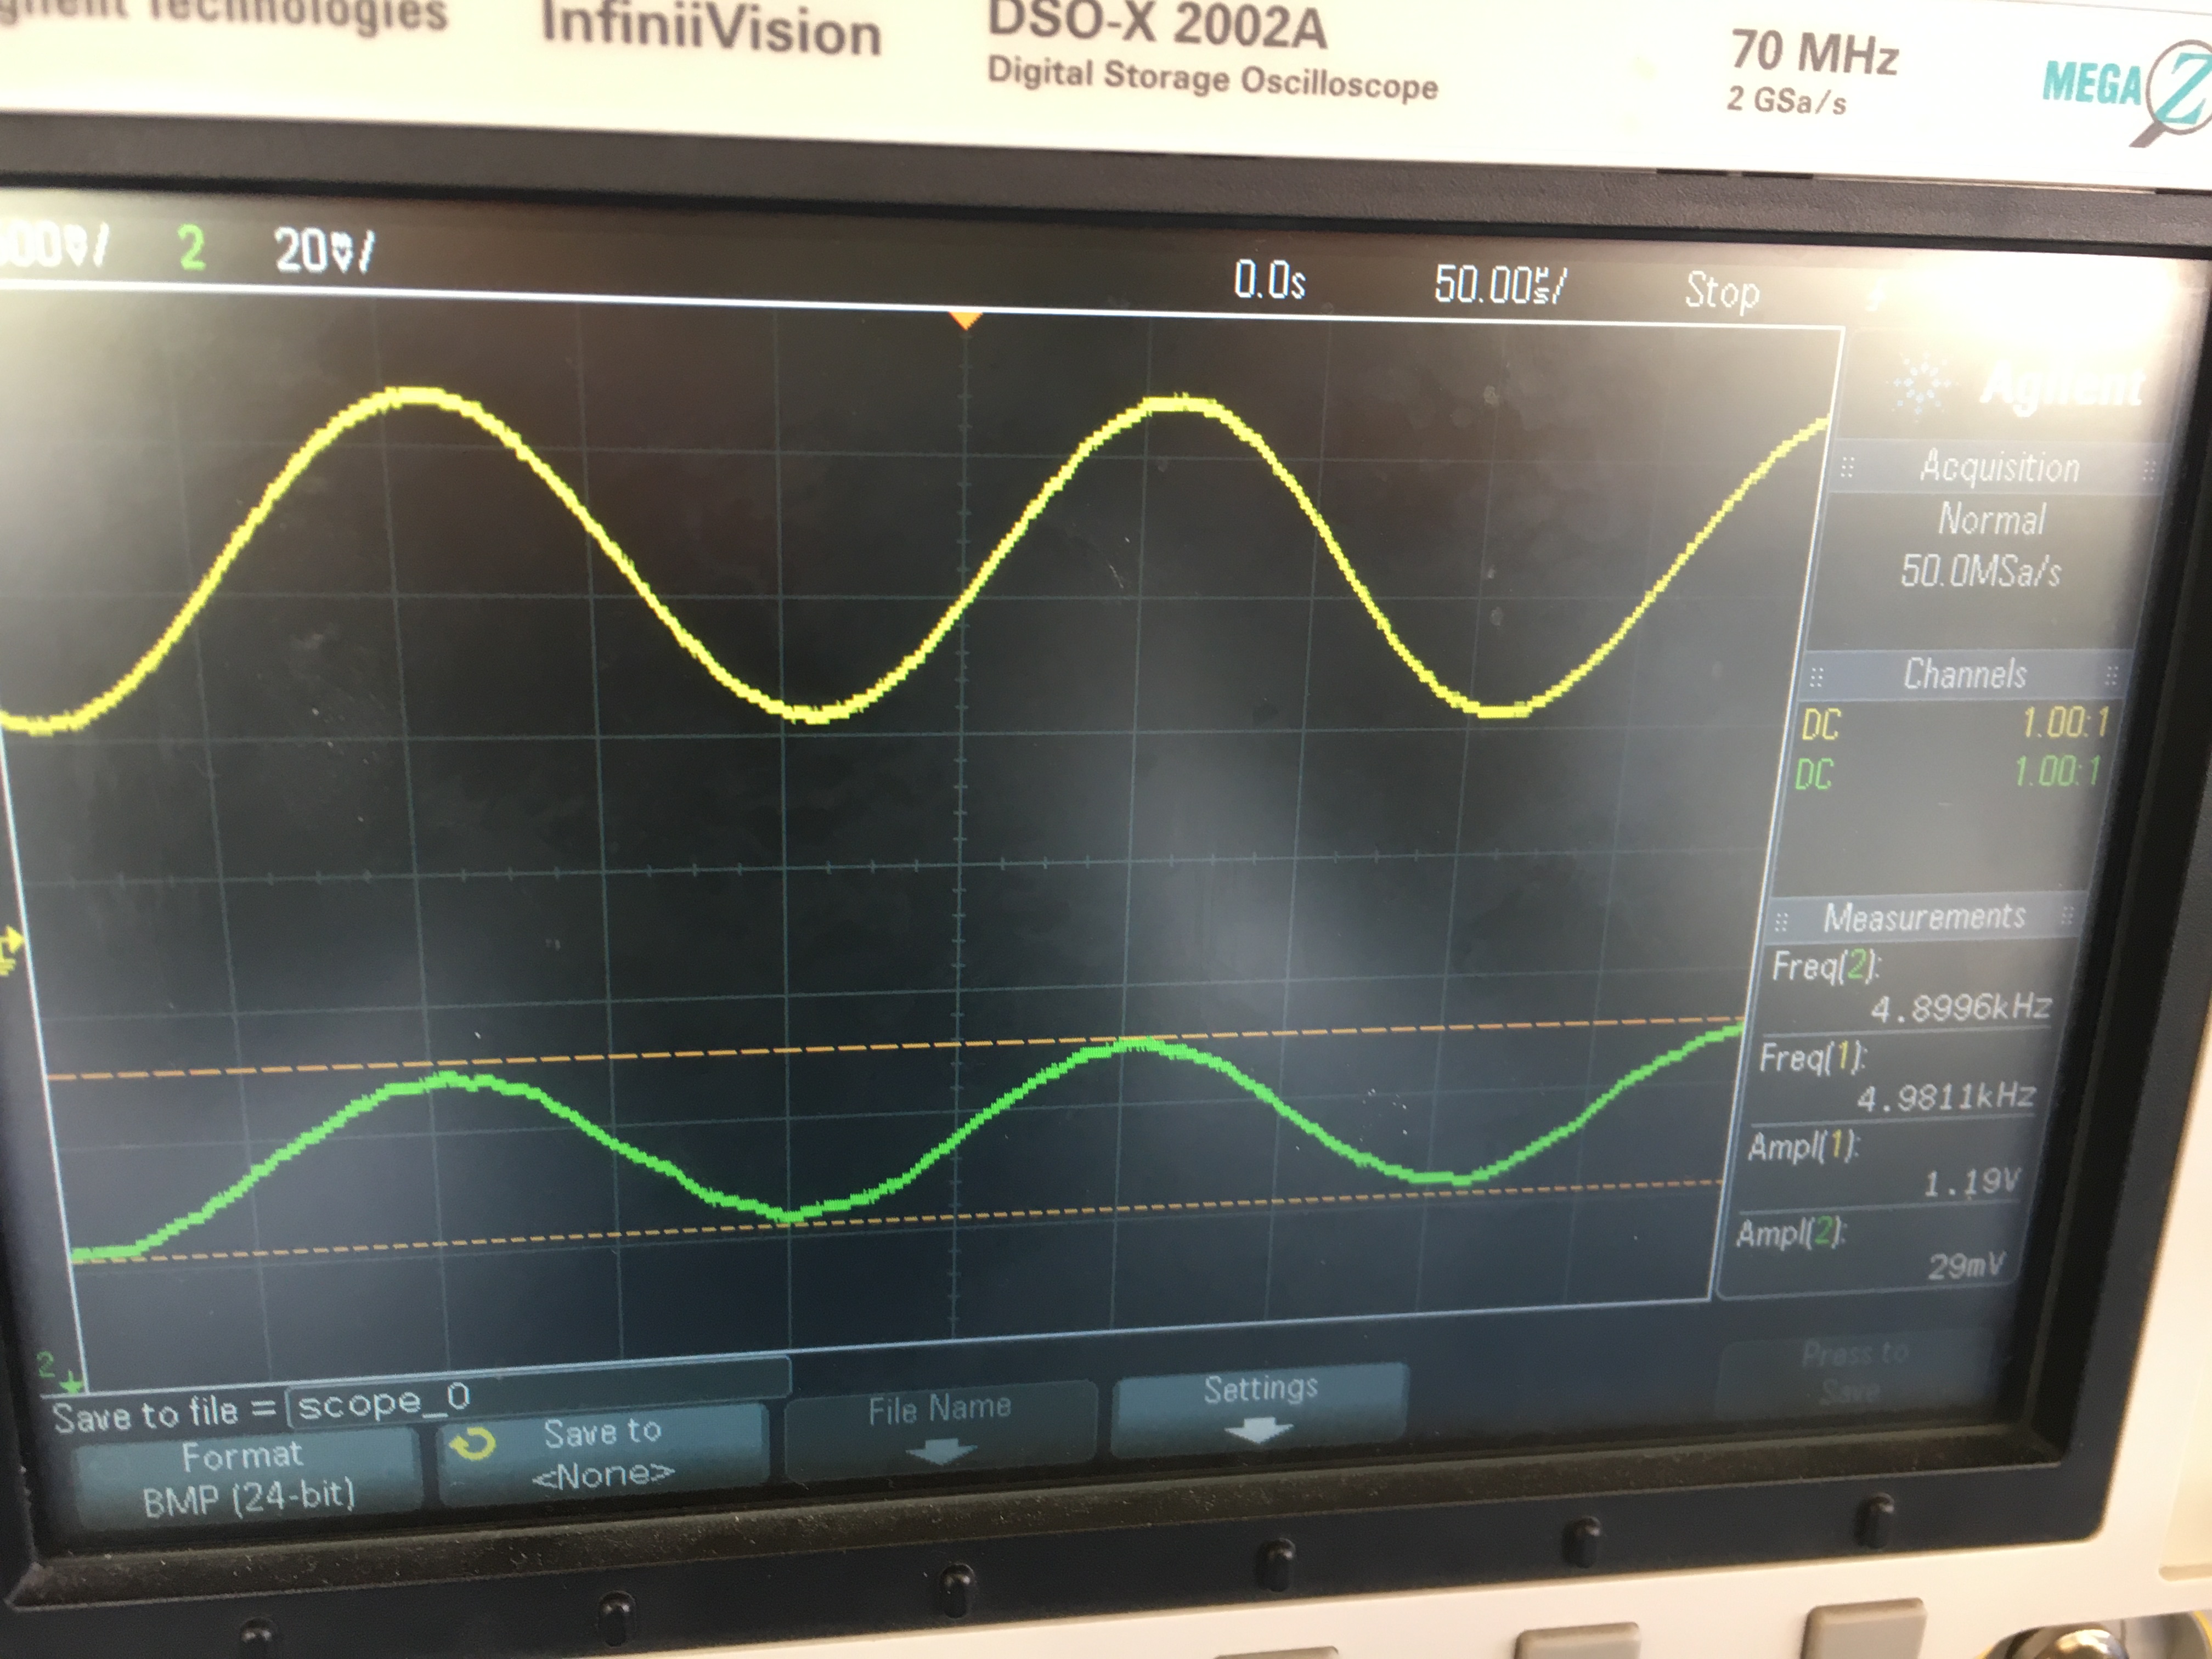 Technologies InfiniiVision DSO-X 2002A 70 MHz
Digital Storage Oscilloscope 2 GSa/s MEGA Z
2 20mV/ 0.0s 50.00µs/ Stop
Agilent
Acquisition
Normal
50.0MSa/s
Channels
DC 1.00:1
DC 1.00:1
Measurements
Freq(2):
4.8996kHz
Freq(1):
4.9811kHz
Ampl(1):
1.19V
Ampl(2):
29mV
2
Save to file = scope_0
Format
BMP (24-bit)
Save to
<None>
File Name
Settings
Press to
Save